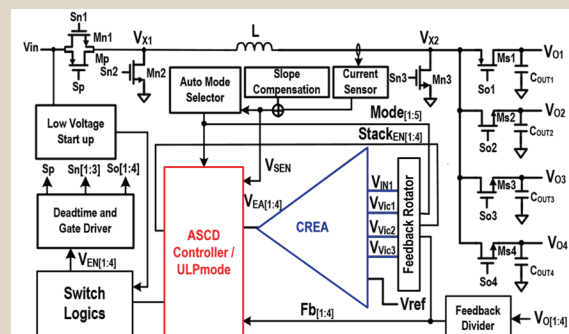 Sn1
Vin
Mn1
Mp
Sp
VX1
Sn2
Mn2
L
VX2
Sn3
Mn3
Ms1
So1
VO1
COUT1
Auto Mode
Selector
Slope
Compensation
Current
Sensor
Mode[1:5]
StackEN[1:4]
Ms2
So2
VO2
COUT2
Low Voltage
Start up
Sp
Sn[1:3]
So[1:4]
VSEN
VEA[1:4]
Deadtime and
Gate Driver
ASCD
Controller /
ULPmode
CREA
VIN1
VVic1
VVic2
VVic3
Feedback Rotator
Ms3
So3
VO3
COUT3
Ms4
So4
VO4
COUT4
VEN[1:4]
Switch
Logics
Vref
Fb[1:4]
Feedback
Divider
VO[1:4]